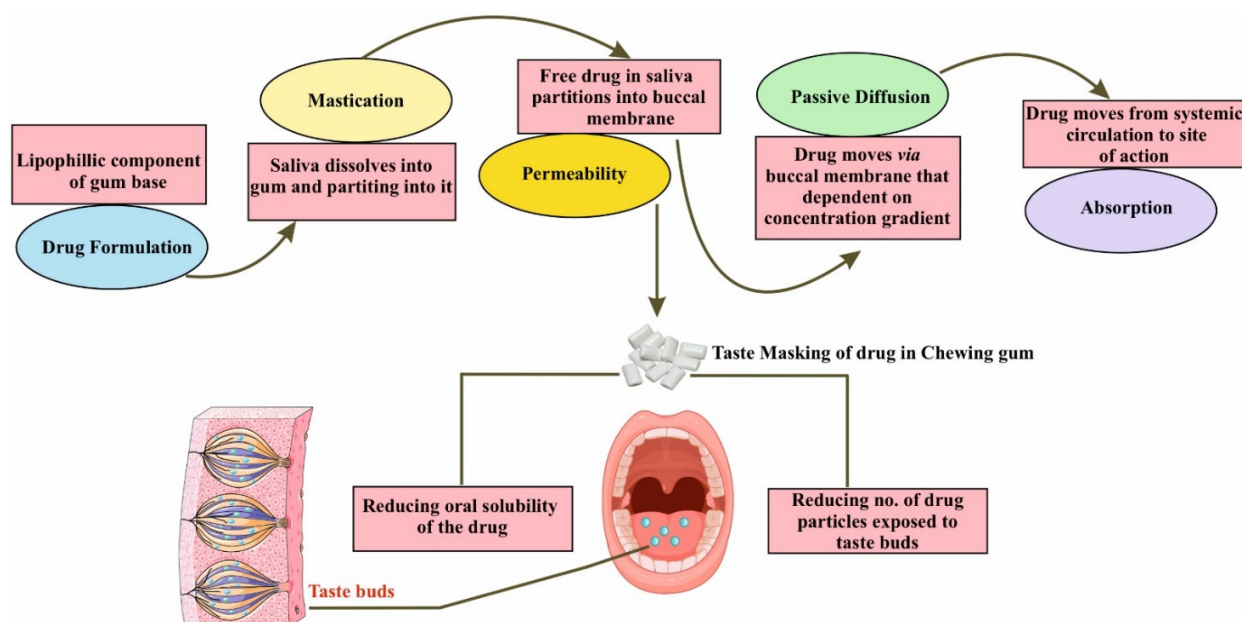 Lipophillic component
of gum base
Drug Formulation
Mastication
Saliva dissolves into
gum and partiting into it
Free drug in saliva
partitions into buccal
membrane
Permeability
Passive Diffusion
Drug moves via
buccal membrane that
dependent on
concentration gradient
Drug moves from systemic
circulation to site
of action
Absorption
Taste Masking of drug in Chewing gum
Reducing oral solubility
of the drug
Reducing no. of drug
particles exposed to
taste buds
Taste buds